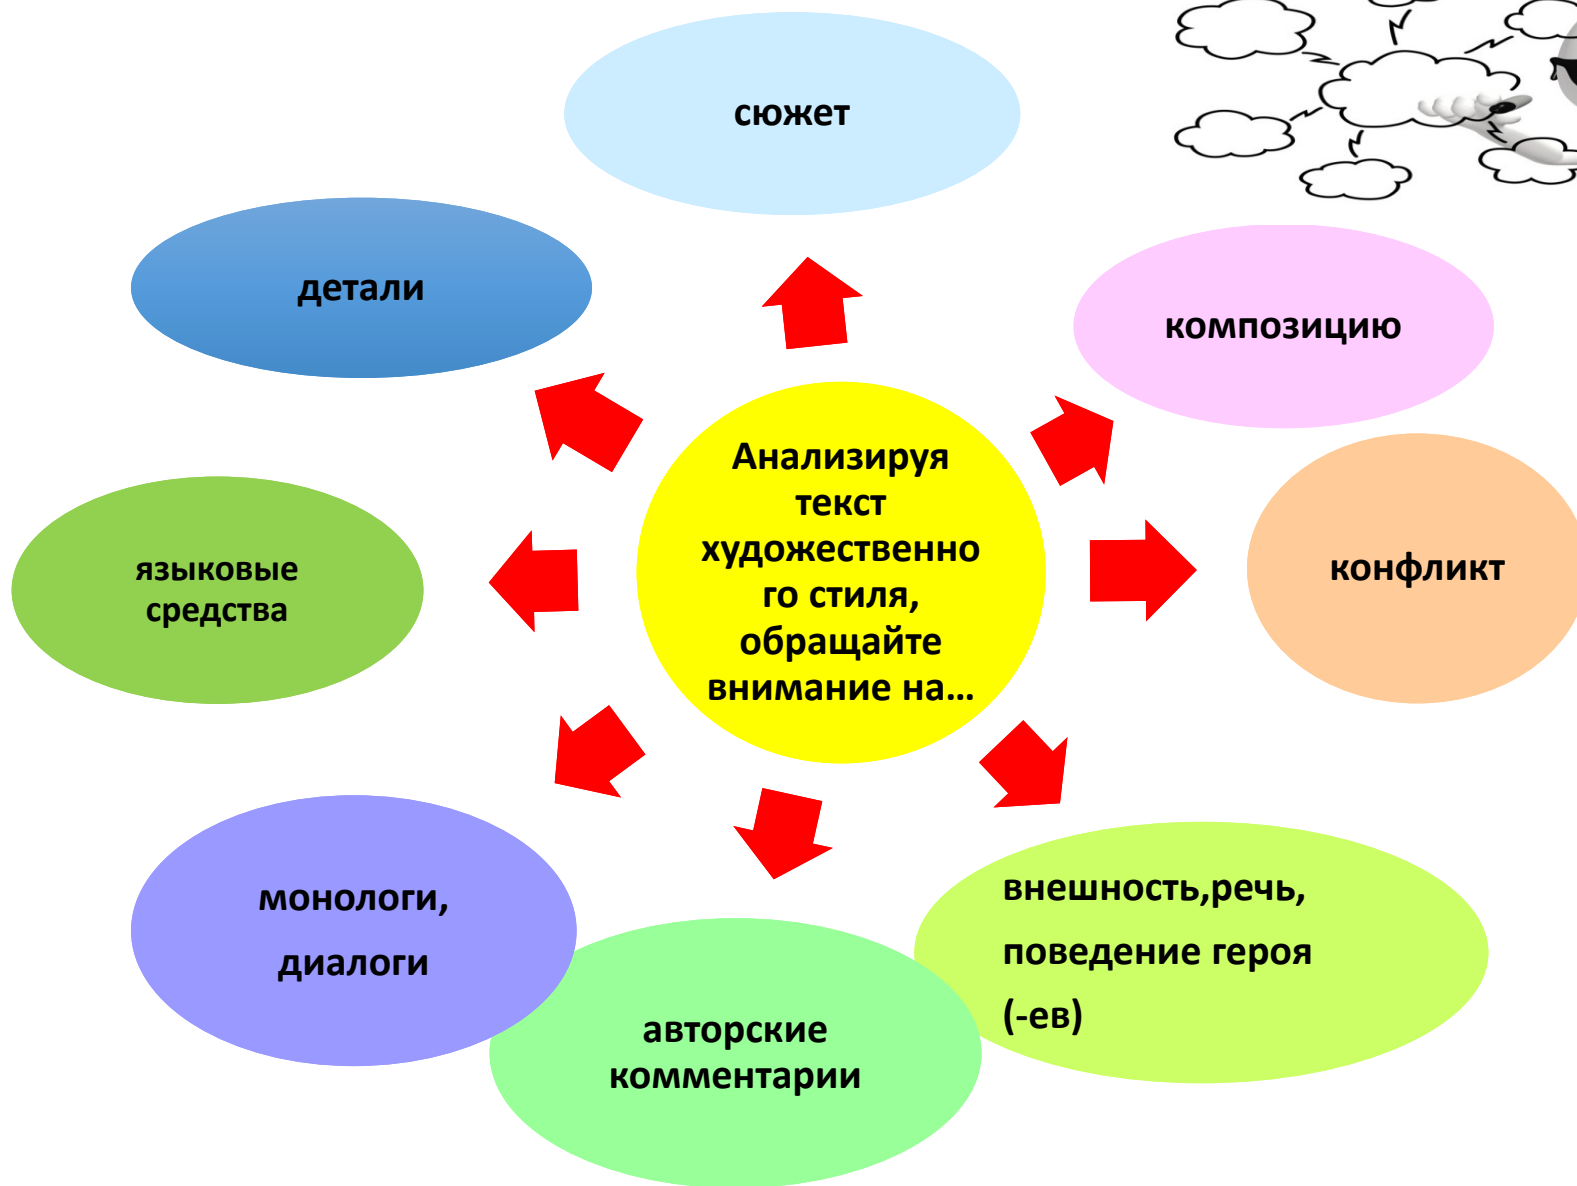 сюжет
детали
композицию
Анализируя
текст
художественно
го стиля,
обращайте
внимание на…
конфликт
языковые
средства
монологи,
диалоги
внешность,речь,
поведение героя
(-ев)
авторские
комментарии